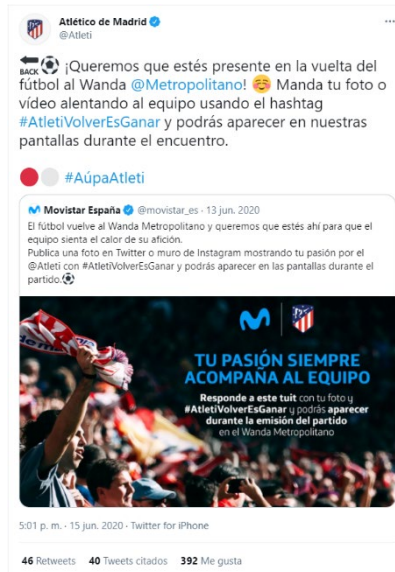 Atlético de Madrid
@Atleti
BACK ¡Queremos que estés presente en la vuelta del
fútbol al Wanda @Metropolitano! Manda tu foto o
vídeo alentando al equipo usando el hashtag
#AtletiVolverEsGanar y podrás aparecer en nuestras
pantallas durante el encuentro.
#AúpaAtleti
Movistar España @movistar_es · 13 jun. 2020
El fútbol vuelve al Wanda Metropolitano y queremos que estés ahí para que el
equipo sienta el calor de su afición.
Publica una foto en Twitter o muro de Instagram mostrando tu pasión por el
@Atleti con #AtletiVolverEsGanar y podrás aparecer en las pantallas durante el
partido.
TU PASIÓN SIEMPRE
ACOMPAÑA AL EQUIPO
Responde a este tuit con tu foto y
#AtletiVolverEsGanar y podrás aparecer
durante la emisión del partido
en el Wanda Metropolitano
5:01 p. m. · 15 jun. 2020 · Twitter for iPhone
46 Retweets 40 Tweets citados 392 Me gusta